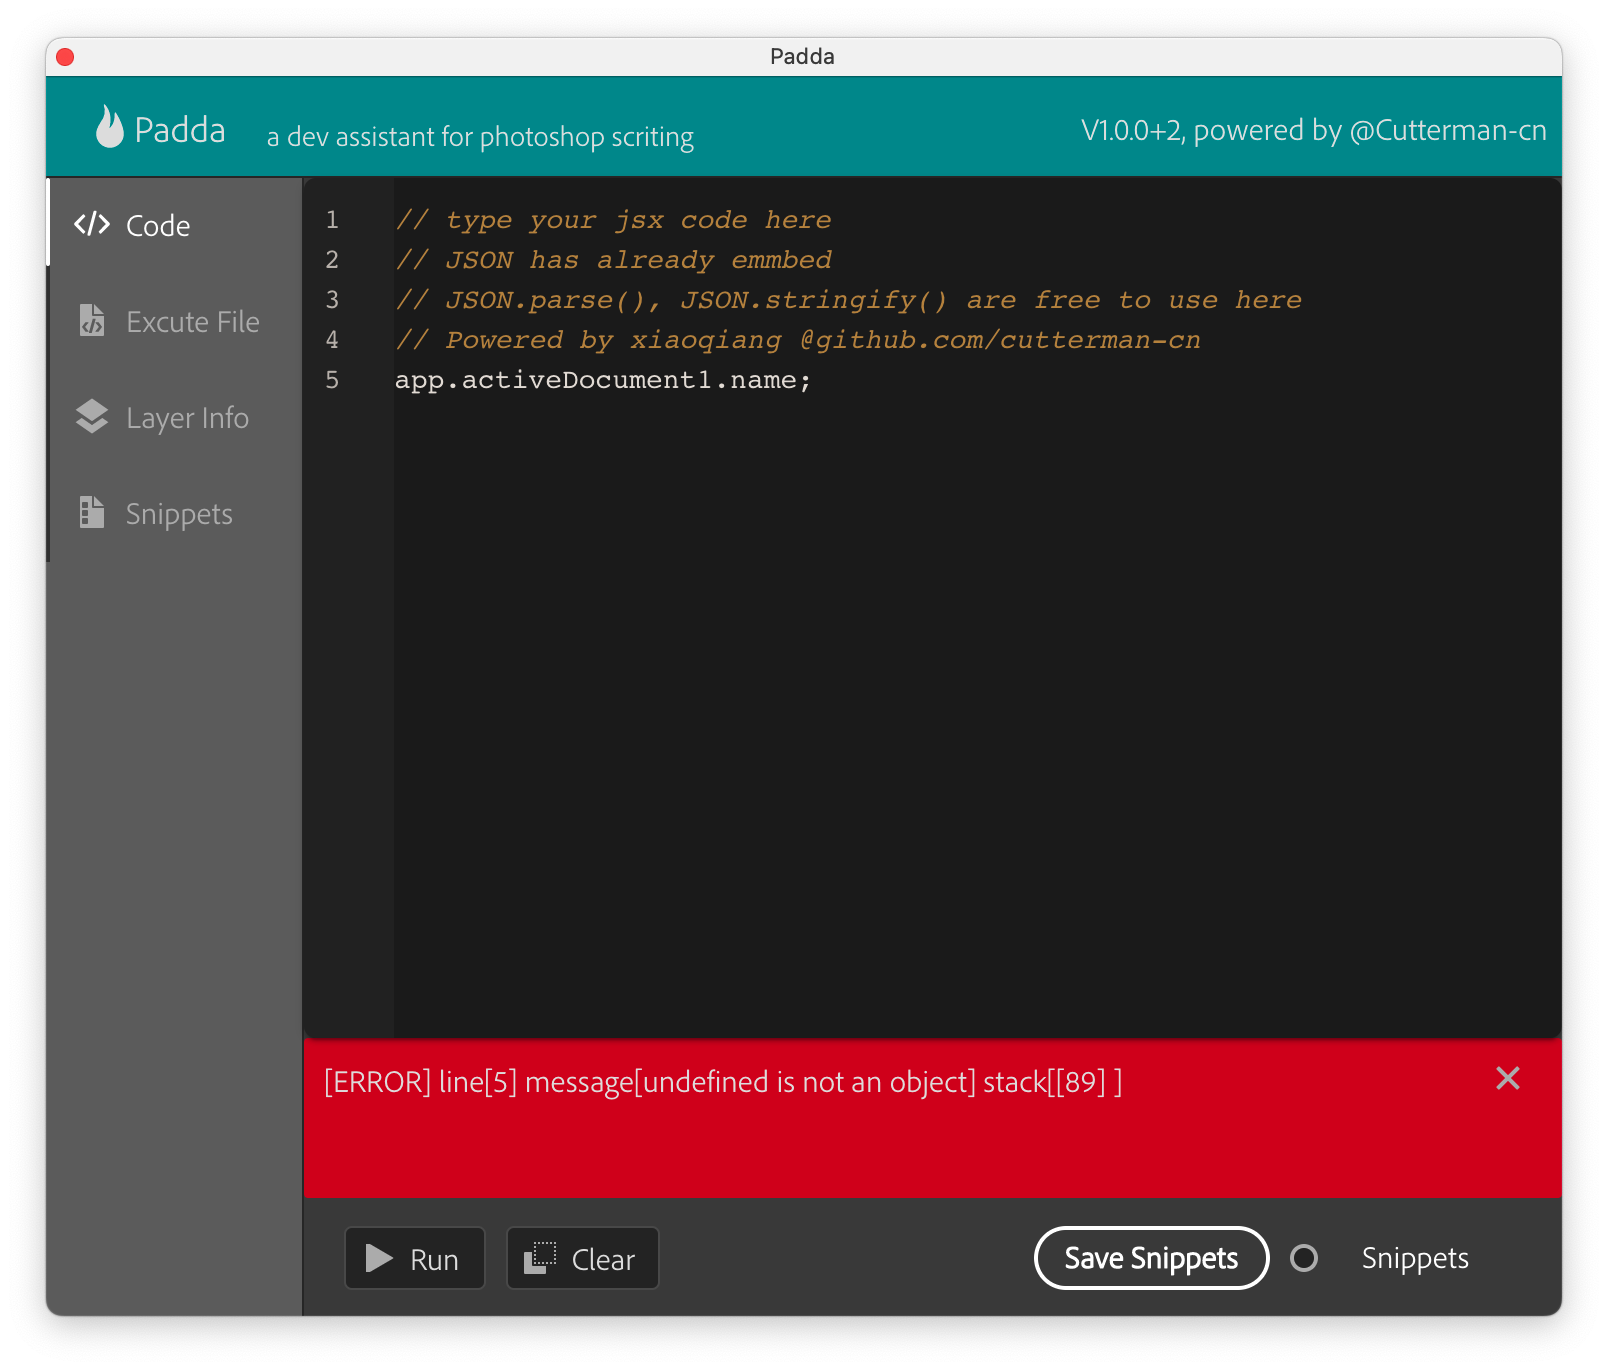 Padda
Padda a dev assistant for photoshop scriting V1.0.0+2, powered by @Cutterman-cn
Code
Excute File
Layer Info
Snippets
1 // type your jsx code here
2 // JSON has already emmbed
3 // JSON.parse(), JSON.stringify() are free to use here
4 // Powered by xiaoqiang @github.com/cutterman-cn
5 app.activeDocument1.name;
[ERROR] line[5] message[undefined is not an object] stack[[89] ]
Run Clear Save Snippets Snippets